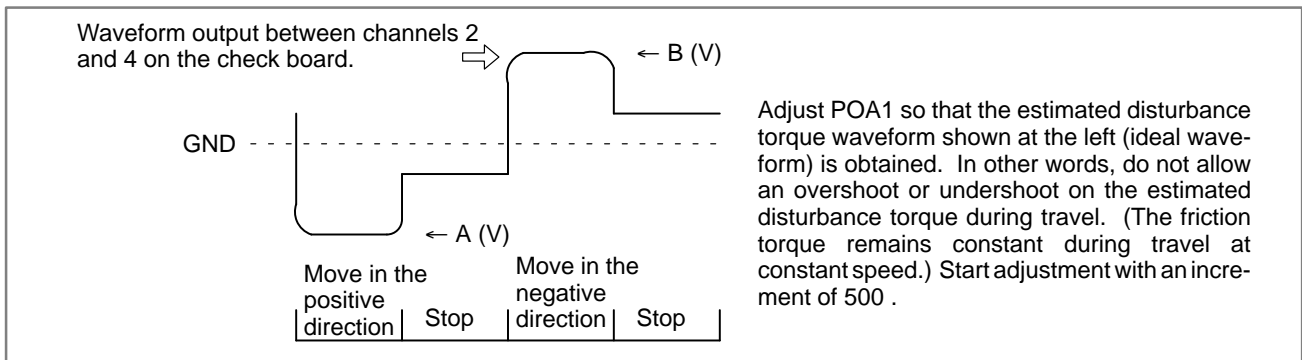 Waveform output between channels 2
and 4 on the check board.
← B (V)
GND
← A (V)
Move in the
positive
direction
Stop
Move in the
negative
direction
Stop
Adjust POA1 so that the estimated disturbance
torque waveform shown at the left (ideal wave-
form) is obtained. In other words, do not allow
an overshoot or undershoot on the estimated
disturbance torque during travel. (The friction
torque remains constant during travel at
constant speed.) Start adjustment with an incre-
ment of 500 .